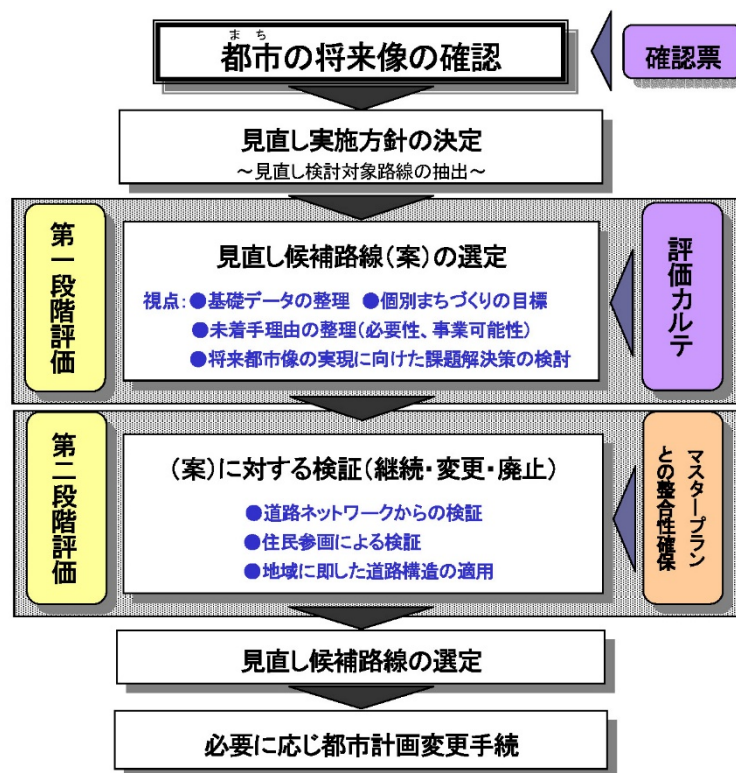 まち
都市の将来像の確認
確認票
見直し実施方針の決定
~見直し検討対象路線の抽出~
第一段階評価
見直し候補路線(案)の選定
視点:●基礎データの整理 ●個別まちづくりの目標
●未着手理由の整理(必要性、事業可能性)
●将来都市像の実現に向けた課題解決策の検討
評価カルテ
第二段階評価
(案)に対する検証(継続・変更・廃止)
●道路ネットワークからの検証
●住民参画による検証
●地域に即した道路構造の適用
マスタープラン
との整合性確保
見直し候補路線の選定
必要に応じ都市計画変更手続